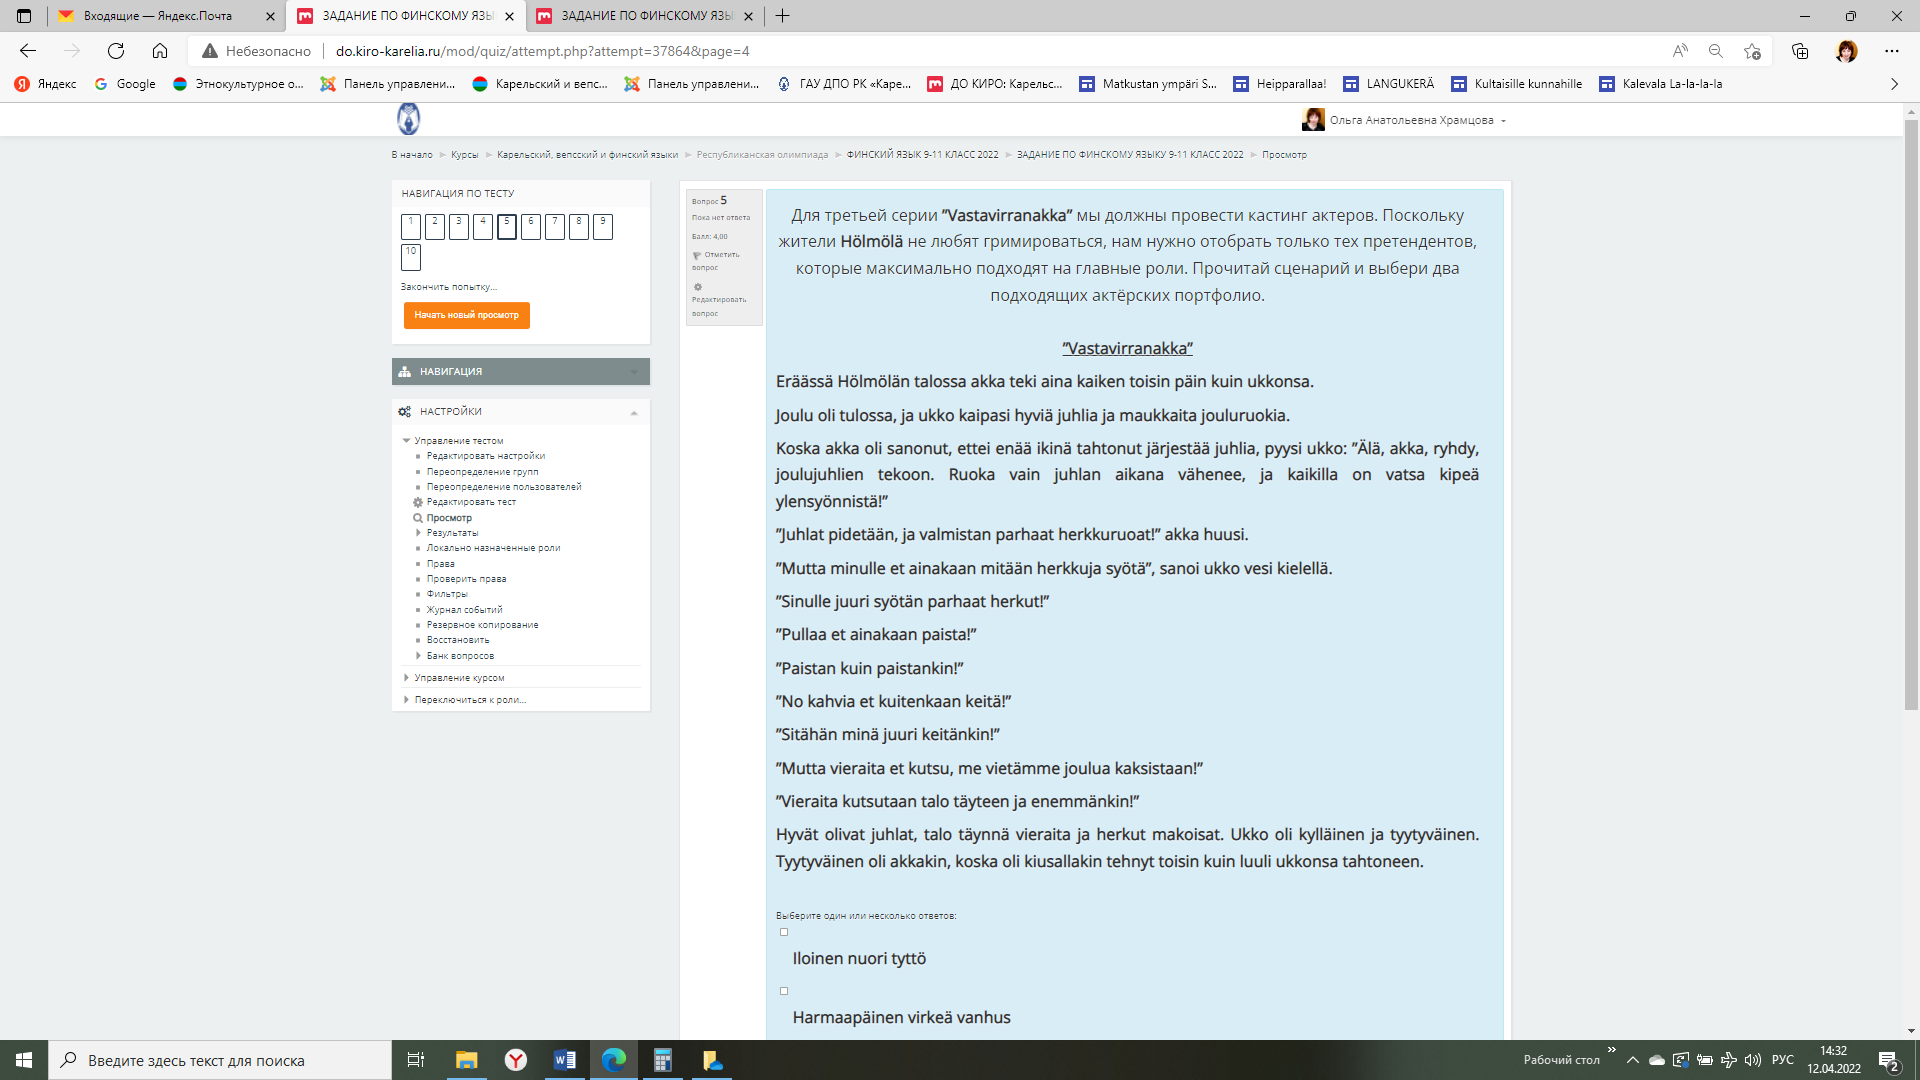 Входящие — Яндекс.Почта
ЗАДАНИЕ ПО ФИНСКОМУ ЯЗЫ
ЗАДАНИЕ ПО ФИНСКОМУ ЯЗЫ
Небезопасно
do.kiro-karelia.ru/mod/quiz/attempt.php?attempt=37864&page=4
Яндекс
Google
Этнокультурное о...
Панель управлени...
Карельский и вепс...
Панель управлени...
ГАУ ДПО РК «Каре...
ДО КИРО: Карельс...
Matkustan ympäri S...
Heipparallaa!
LANGUKERÄ
Kultaisille kunnahille
Kalevala La-la-la-la
Ольга Анатольевна Храмцова
В начало ► Курсы ► Карельский, вепсский и финский языки ► Республиканская олимпиада ► ФИНСКИЙ ЯЗЫК 9-11 КЛАСС 2022 ► ЗАДАНИЕ ПО ФИНСКОМУ ЯЗЫКУ 9-11 КЛАСС 2022 ► Просмотр
НАВИГАЦИЯ ПО ТЕСТУ
1 2 3 4 5 6 7 8 9
10
Закончить попытку...
Начать новый просмотр
НАВИГАЦИЯ
НАСТРОЙКИ
Управление тестом
Редактировать настройки
Переопределение групп
Переопределение пользователей
Редактировать тест
Просмотр
Результаты
Локально назначенные роли
Права
Проверить права
Фильтры
Журнал событий
Резервное копирование
Восстановить
Банк вопросов
Управление курсом
Переключиться к роли...
Вопрос 5
Пока нет ответа
Балл: 4,00
Отметить
вопрос
Редактировать
вопрос
Для третьей серии ”Vastavirranakka” мы должны провести кастинг актеров. Поскольку
жители Hölmölä не любят гримироваться, нам нужно отобрать только тех претендентов,
которые максимально подходят на главные роли. Прочитай сценарий и выбери два
подходящих актёрских портфолио.
”Vastavirranakka”
Eräässä Hölmölän talossa akka teki aina kaiken toisin päin kuin ukkonsa.
Joulu oli tulossa, ja ukko kaipasi hyviä juhlia ja maukkaita jouluruokia.
Koska akka oli sanonut, ettei enää ikinä tahtonut järjestää juhlia, pyysi ukko: ”Älä, akka, ryhdy,
joulujuhlien tekoon. Ruoka vain juhlan aikana vähenee, ja kaikilla on vatsa kipeä
ylensyönnistä!”
”Juhlat pidetään, ja valmistan parhaat herkkuruoat!” akka huusi.
”Mutta minulle et ainakaan mitään herkkuja syötä”, sanoi ukko vesi kielellä.
”Sinulle juuri syötän parhaat herkut!”
”Pullaa et ainakaan paista!”
”Paistan kuin paistankin!”
”No kahvia et kuitenkaan keitä!”
”Sitähän minä juuri keitänkin!”
”Mutta vieraita et kutsu, me vietämme joulua kaksistaan!”
”Vieraita kutsutaan talo täyteen ja enemmänkin!”
Hyvät olivat juhlat, talo täynnä vieraita ja herkut makoisat. Ukko oli kylläinen ja tyytyväinen.
Tyytyväinen oli akkakin, koska oli kiusallakin tehnyt toisin kuin luuli ukkonsa tahtoneen.
Выберите один или несколько ответов:
Iloinen nuori tyttö
Harmaapäinen virkeä vanhus
Введите здесь текст для поиска
Рабочий стол
РУС
14:32
12.04.2022
2